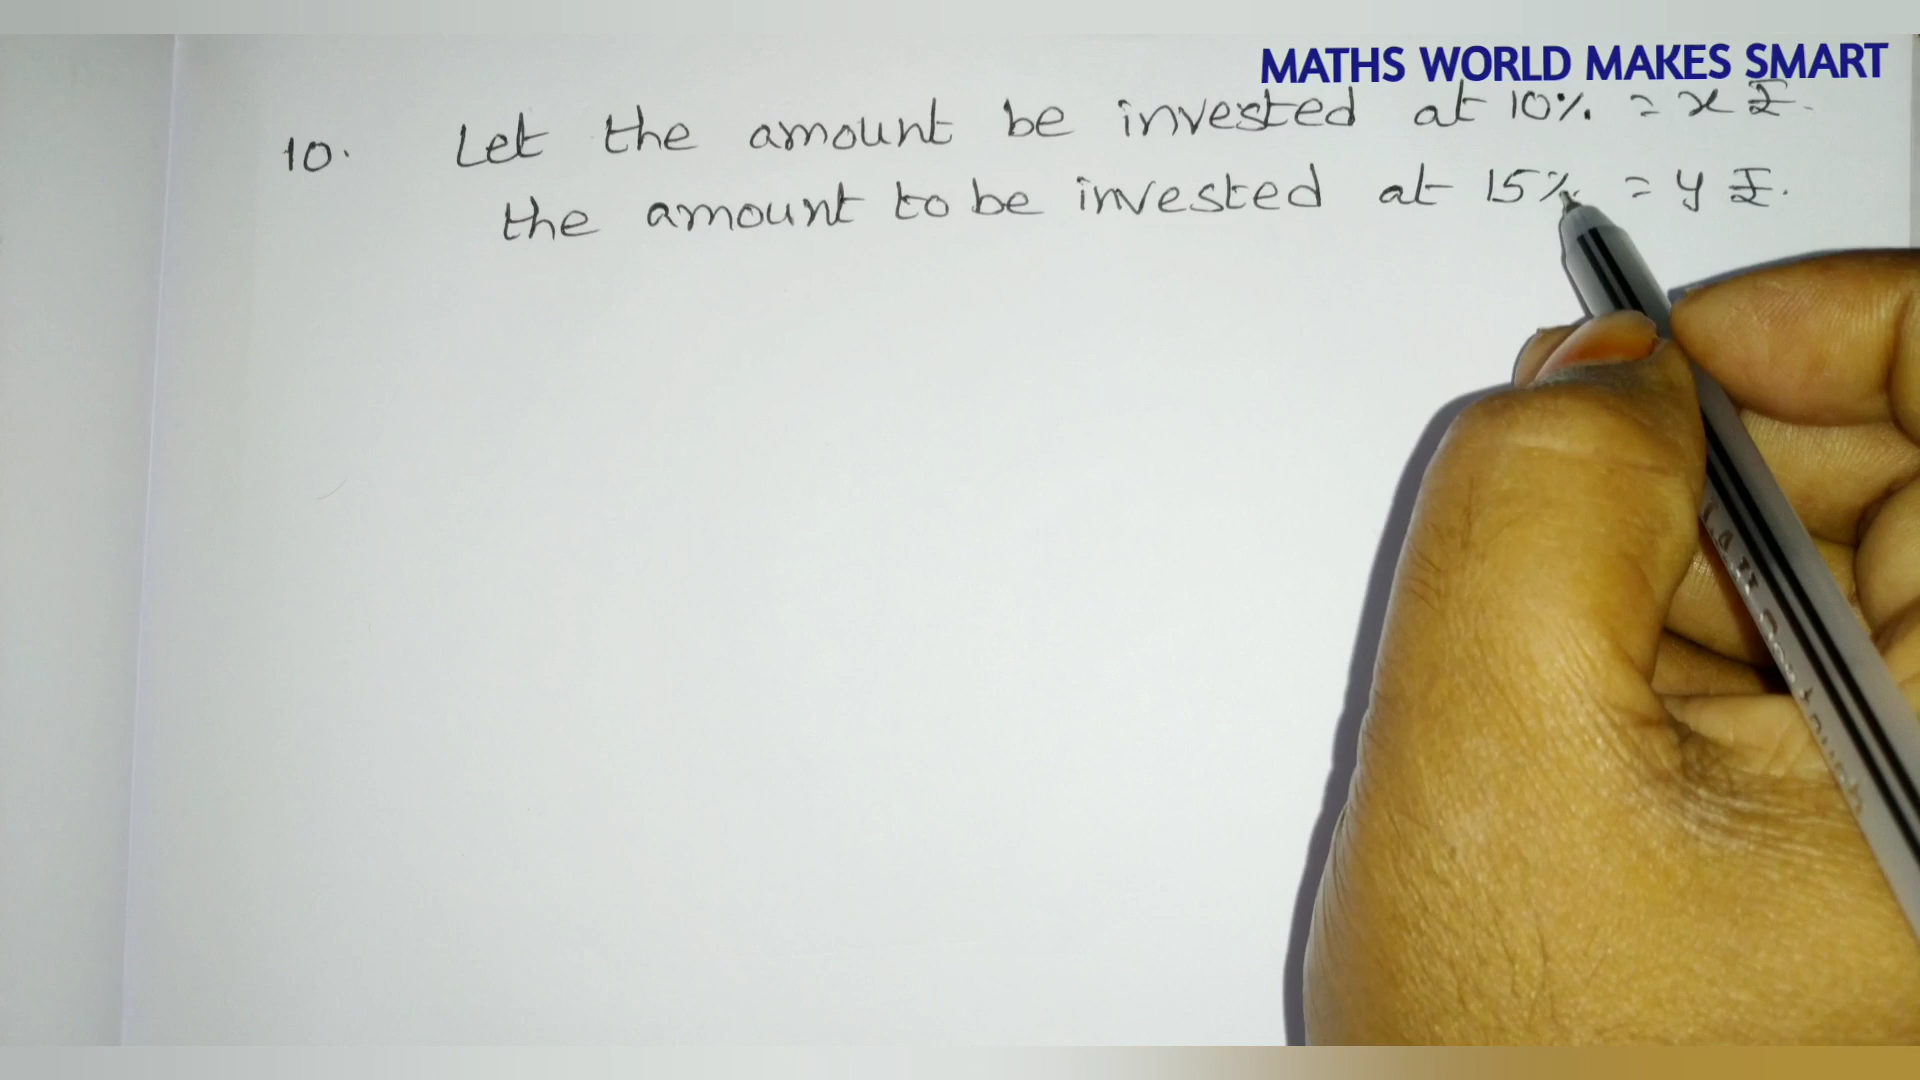 MATHS WORLD MAKES SMART
10. Let the amount be invested at 10% = x ₹.
the amount to be invested at 15% = y ₹.